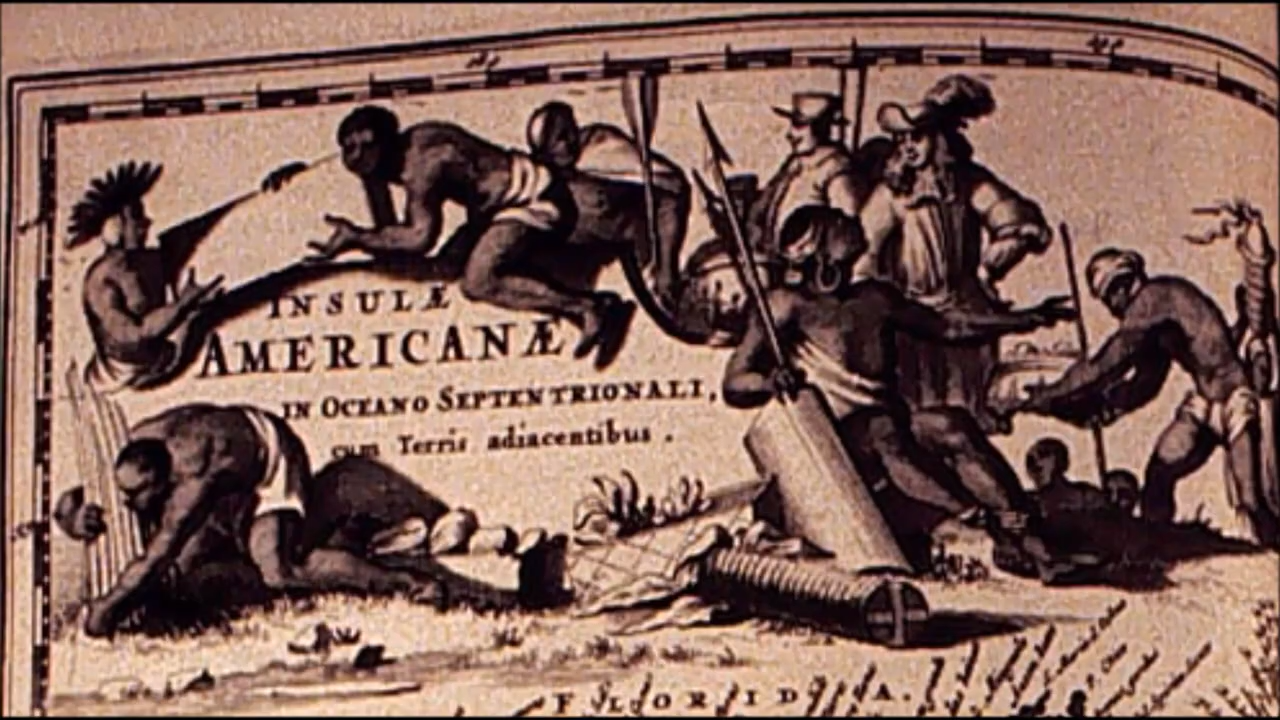 INSULÆ
AMERICANÆ
IN OCEANO SEPTENTRIONALI,
cum Terris adiacentibus.
FLORIDA.